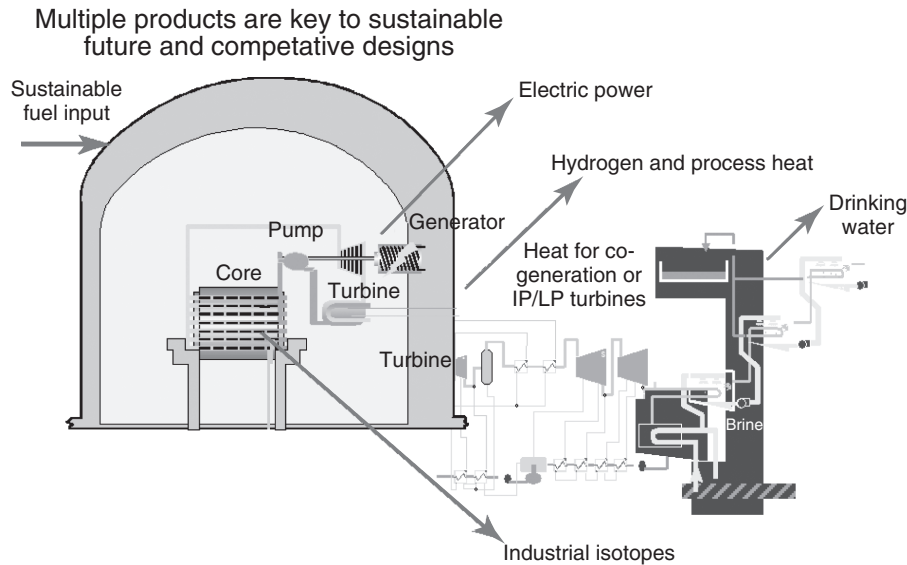 Multiple products are key to sustainable
future and competative designs
Sustainable
fuel input
Electric power
Hydrogen and process heat
Drinking
water
Pump
Generator
Heat for co-
generation or
IP/LP turbines
Core
Turbine
Turbine
Brine
Industrial isotopes